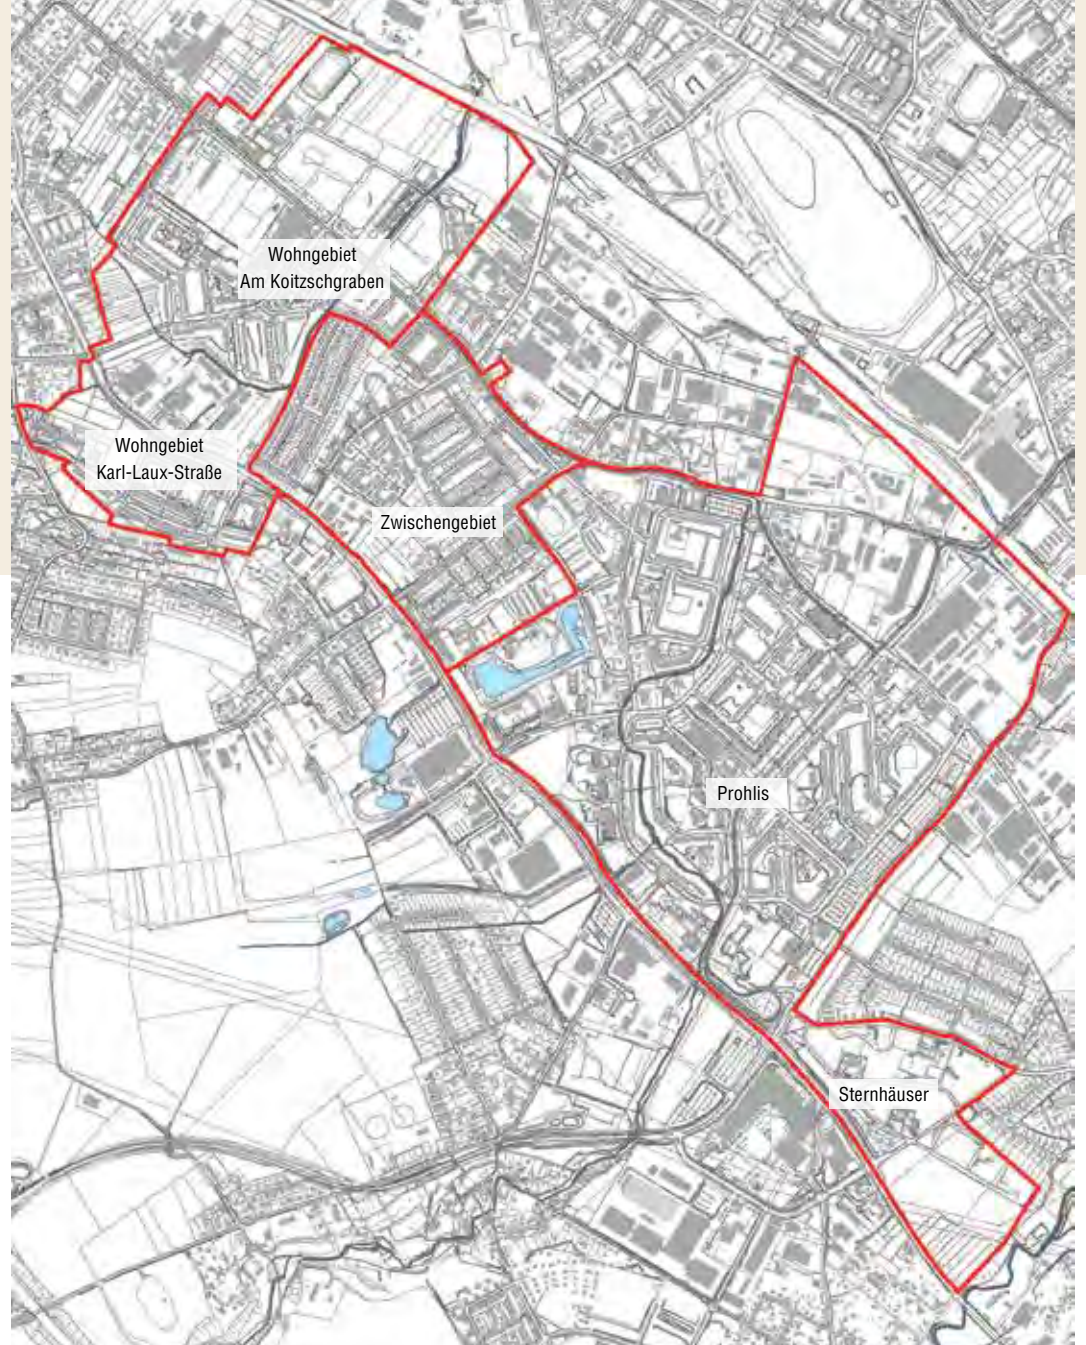 Wohngebiet
Am Koitzschgraben
Wohngebiet
Karl-Laux-Straße
Zwischengebiet
Prohlis
Sternhäuser